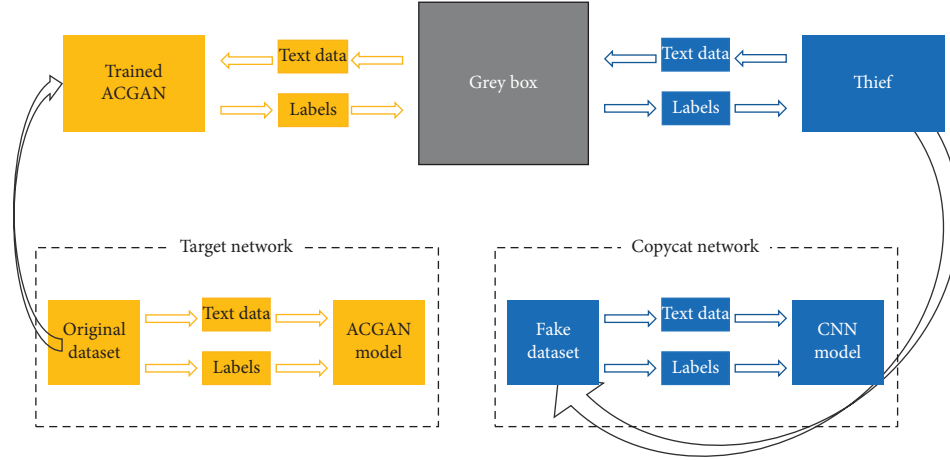 Trained
ACGAN
Text data
Labels
Grey box
Text data
Labels
Thief
Target network
Original
dataset
Text data
Labels
ACGAN
model
Copycat network
Fake
dataset
Text data
Labels
CNN
model